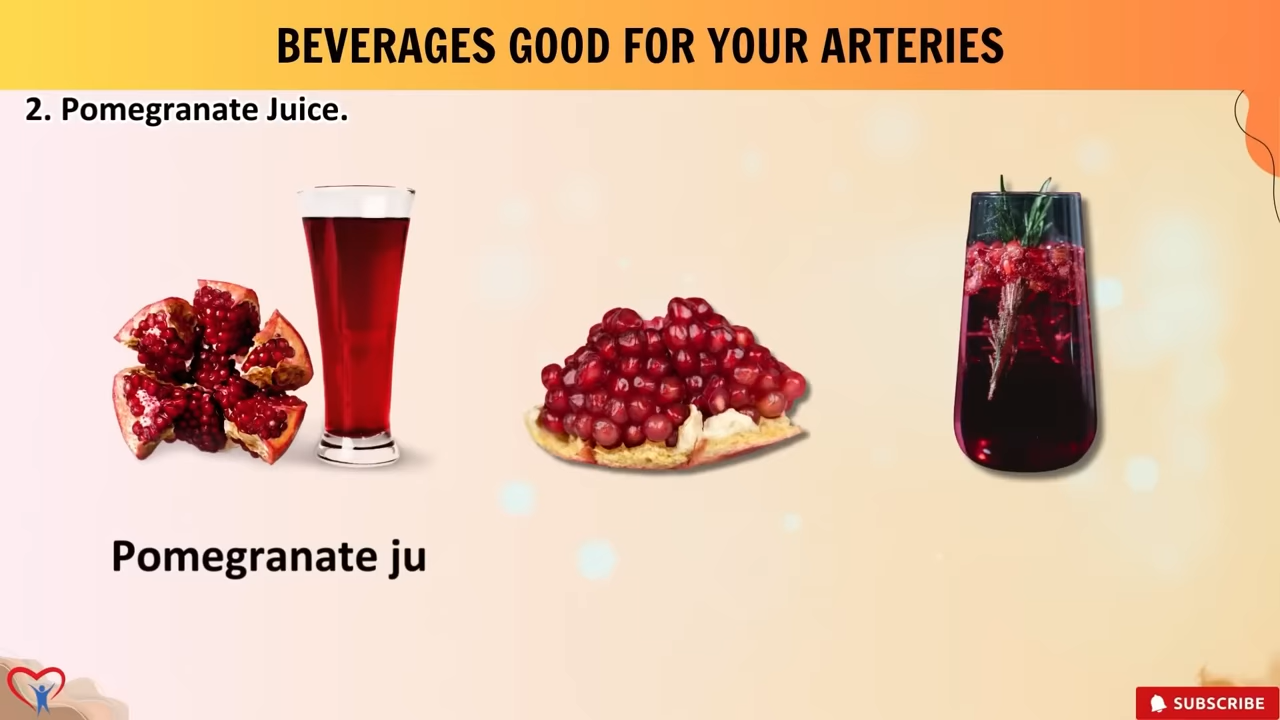 BEVERAGES GOOD FOR YOUR ARTERIES
2. Pomegranate Juice.
Pomegranate ju
SUBSCRIBE